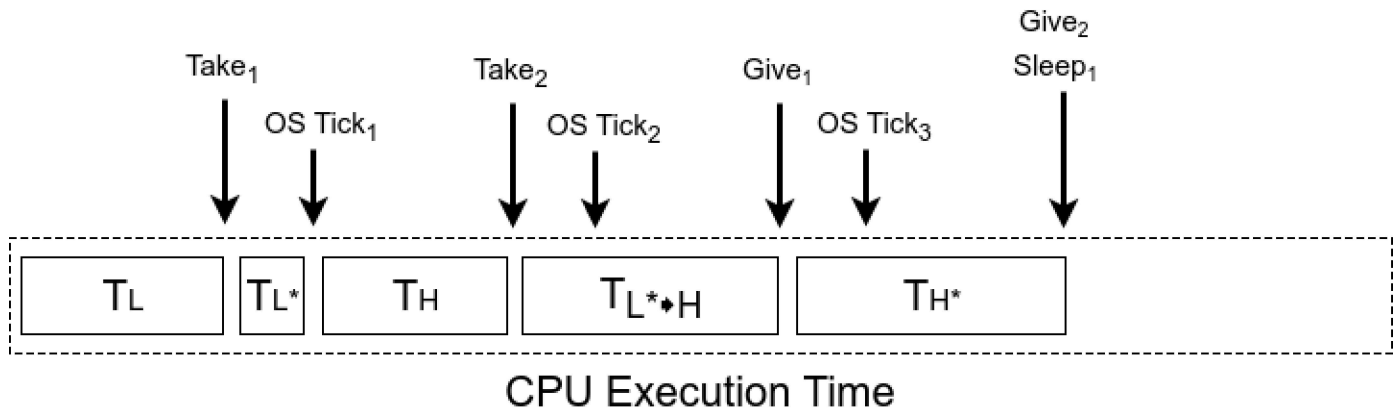 Give₂
Take₁ Take₂ Give₁ Sleep₁
OS Tick₁ OS Tick₂ OS Tick₃
TL TL* TH TL*➧H TH*
CPU Execution Time